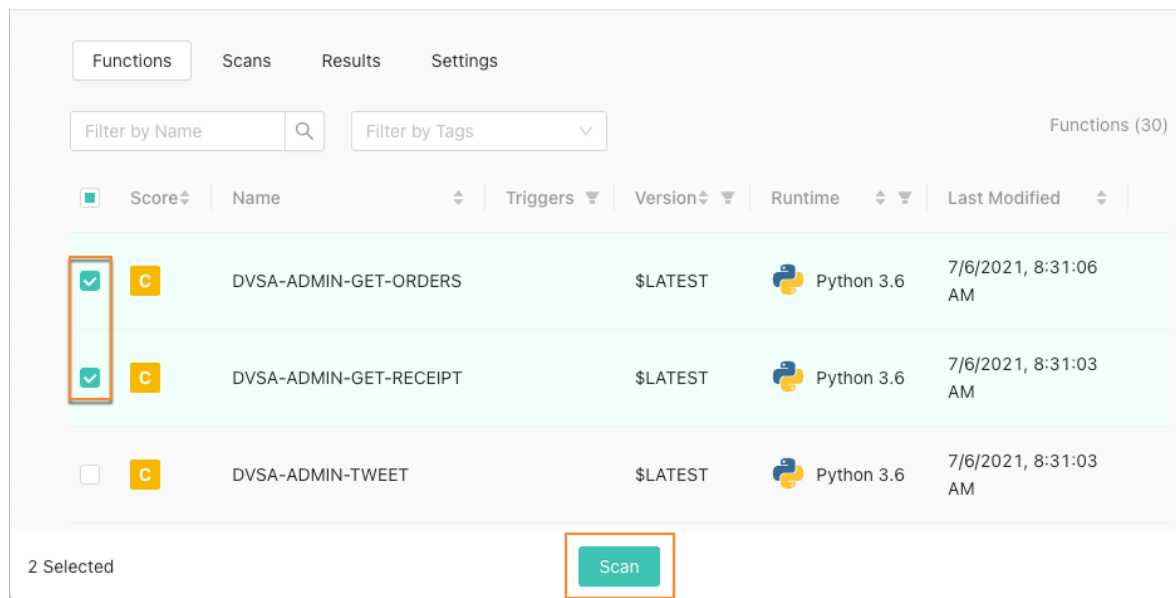 Functions Scans Results Settings
Filter by Name Filter by Tags Functions (30)
Score Name Triggers Version Runtime Last Modified
C DVSA-ADMIN-GET-ORDERS $LATEST Python 3.6 7/6/2021, 8:31:06
AM
C DVSA-ADMIN-GET-RECEIPT $LATEST Python 3.6 7/6/2021, 8:31:03
AM
C DVSA-ADMIN-TWEET $LATEST Python 3.6 7/6/2021, 8:31:03
AM
2 Selected Scan